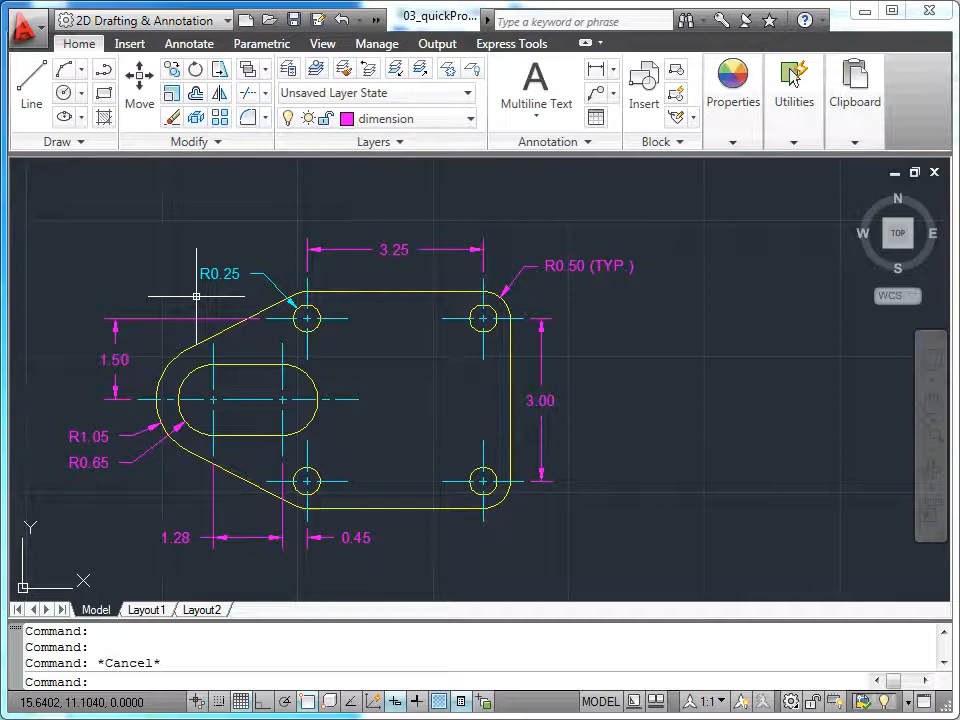 2D Drafting & Annotation
03_quickPro...
Type a keyword or phrase
Home Insert Annotate Parametric View Manage Output Express Tools
Line
Move
Unsaved Layer State
dimension
Multiline Text
Insert
Properties
Utilities
Clipboard
Draw Modify Layers Annotation Block
N
W TOP E
S
WCS
3.25
R0.50 (TYP.)
R0.25
1.50
3.00
R1.05
R0.65
1.28
0.45
Y
X
Model Layout1 Layout2
Command:
Command:
Command: *Cancel*
Command:
15.6402, 11.1040, 0.0000
MODEL
1:1